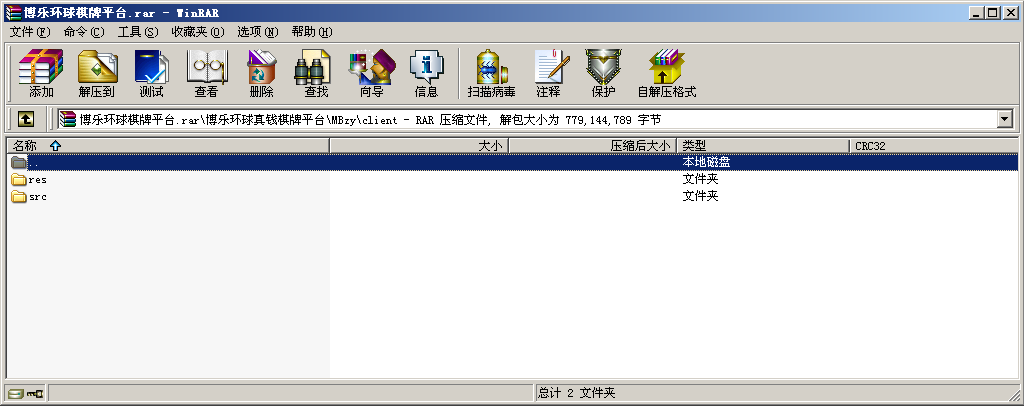 博乐环球棋牌平台.rar - WinRAR
文件(F) 命令(C) 工具(S) 收藏夹(O) 选项(N) 帮助(H)
添加 解压到 测试 查看 删除 查找 向导 信息 扫描病毒 注释 保护 自解压格式
博乐环球棋牌平台.rar\博乐环球真钱棋牌平台\MBzy\client - RAR 压缩文件, 解包大小为 779,144,789 字节
名称 大小 压缩后大小 类型 CRC32
.. 本地磁盘
res 文件夹
src 文件夹
总计 2 文件夹